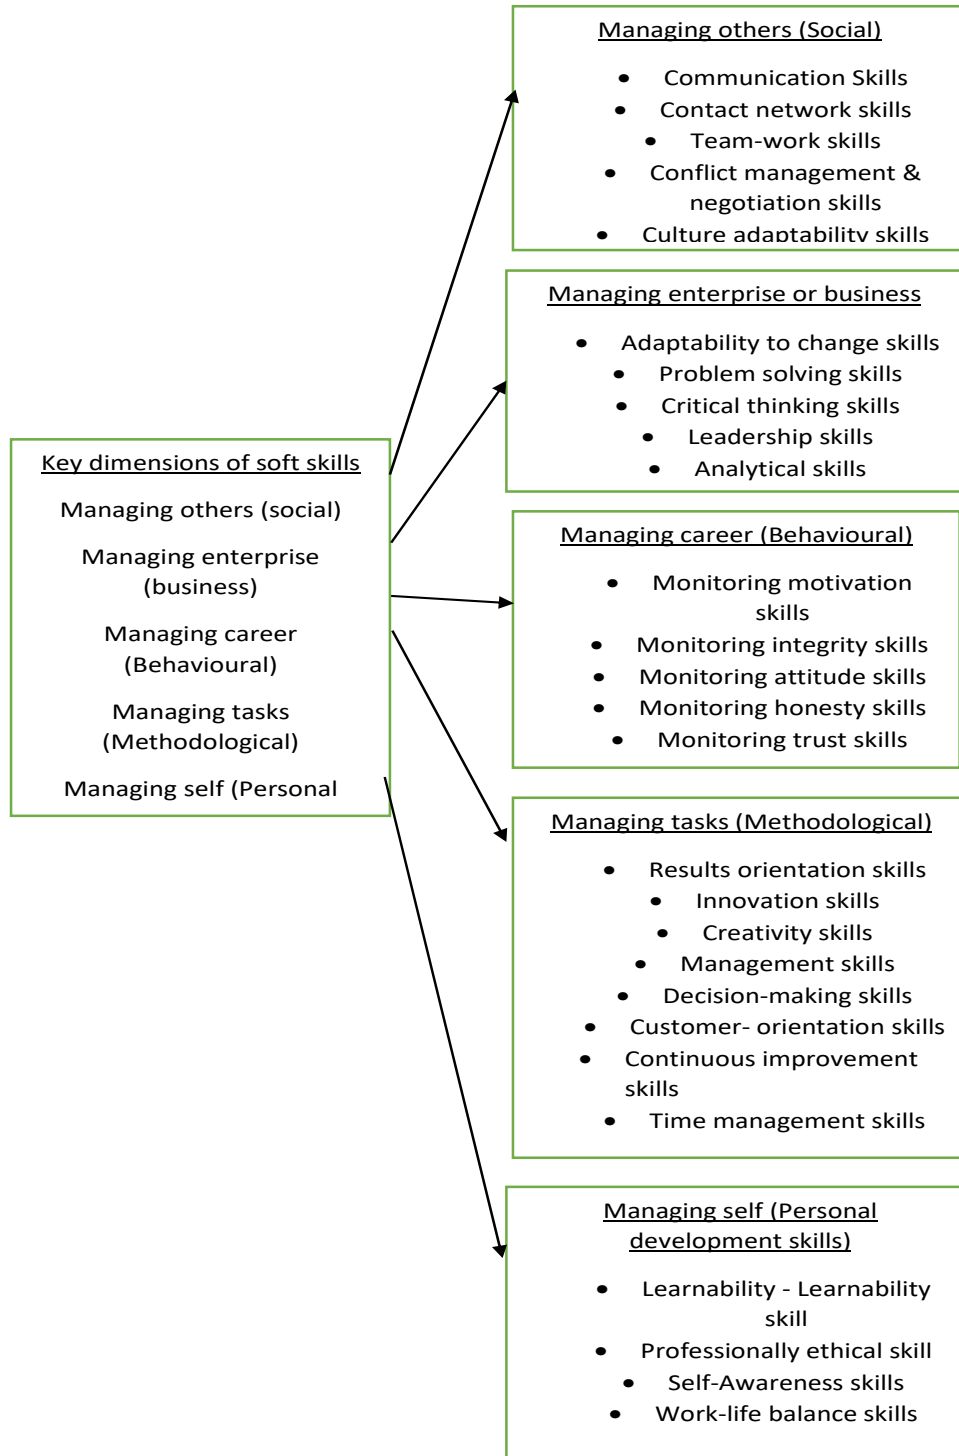 Managing others (Social)
• Communication Skills
• Contact network skills
• Team-work skills
• Conflict management &
negotiation skills
• Culture adaptability skills
Managing enterprise or business
• Adaptability to change skills
• Problem solving skills
• Critical thinking skills
• Leadership skills
• Analytical skills
Key dimensions of soft skills
Managing others (social)
Managing enterprise
(business)
Managing career
(Behavioural)
Managing tasks
(Methodological)
Managing self (Personal
Managing career (Behavioural)
• Monitoring motivation
skills
• Monitoring integrity skills
• Monitoring attitude skills
• Monitoring honesty skills
• Monitoring trust skills
Managing tasks (Methodological)
• Results orientation skills
• Innovation skills
• Creativity skills
• Management skills
• Decision-making skills
• Customer- orientation skills
• Continuous improvement
skills
• Time management skills
Managing self (Personal
development skills)
• Learnability - Learnability
skill
• Professionally ethical skill
• Self-Awareness skills
• Work-life balance skills